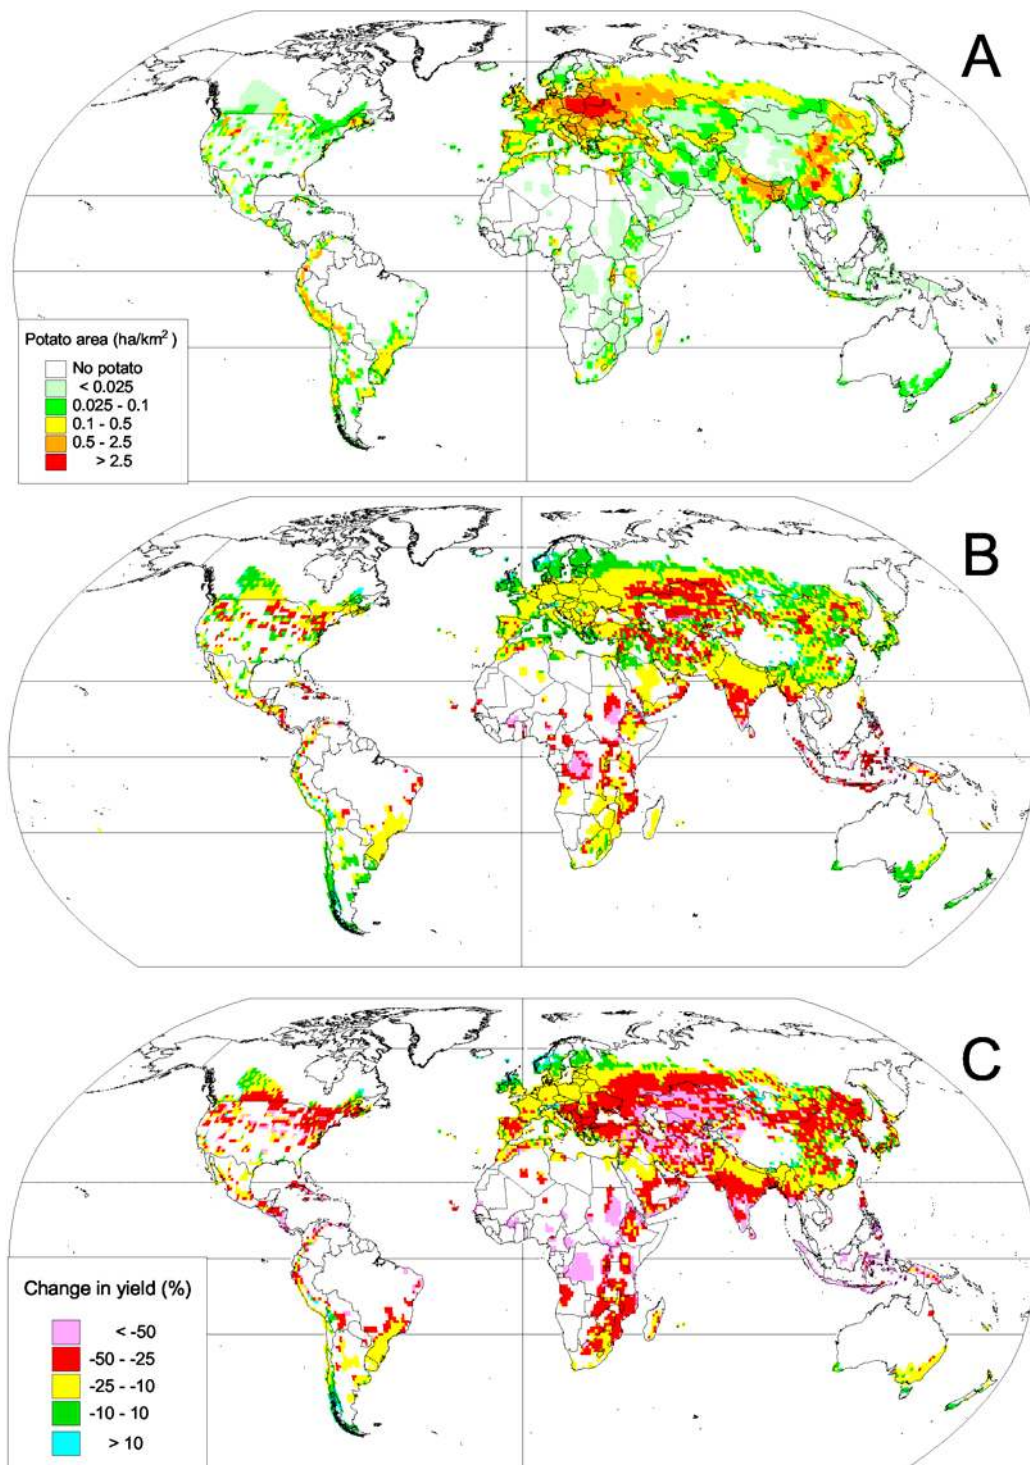 A
Potato area (ha/km²)
No potato
< 0.025
0.025 - 0.1
0.1 - 0.5
0.5 - 2.5
> 2.5
B
C
Change in yield (%)
< -50
-50 - -25
-25 - -10
-10 - 10
> 10